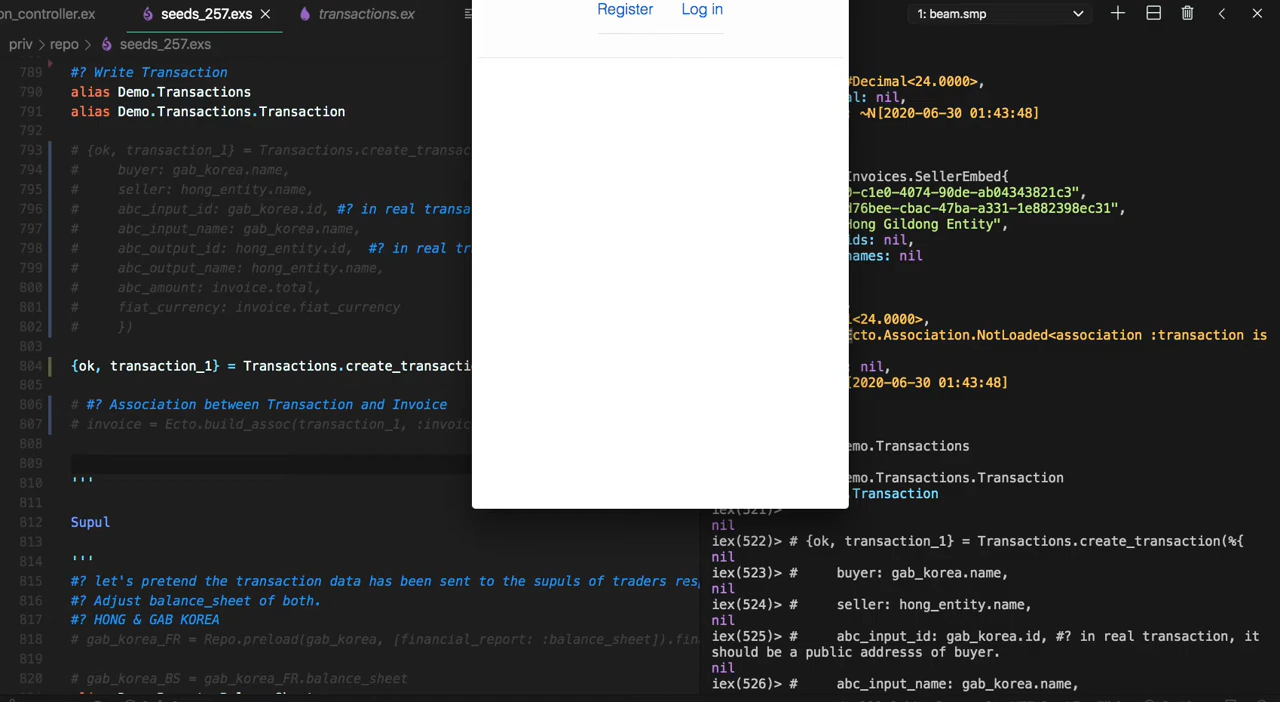 on_controller.ex
seeds_257.exs
transactions.ex
Register
Log in
1: beam.smp
priv > repo > seeds_257.exs
789 #? Write Transaction
790 alias Demo.Transactions
791 alias Demo.Transactions.Transaction
792
793 # {ok, transaction_1} = Transactions.create_transac
794 # buyer: gab_korea.name,
795 # seller: hong_entity.name,
796 # abc_input_id: gab_korea.id, #? in real transa
797 # abc_input_name: gab_korea.name,
798 # abc_output_id: hong_entity.id, #? in real tr
799 # abc_output_name: hong_entity.name,
800 # abc_amount: invoice.total,
801 # fiat_currency: invoice.fiat_currency
802 # })
803
804 {ok, transaction_1} = Transactions.create_transacti
805
806 # #? Association between Transaction and Invoice
807 # invoice = Ecto.build_assoc(transaction_1, :invoic
808
809
810 '''
811
812 Supul
813
814 '''
815 #? let's pretend the transaction data has been sent to the supuls of traders res
816 #? Adjust balance_sheet of both.
817 #? HONG & GAB KOREA
818 # gab_korea_FR = Repo.preload(gab_korea, [financial_report: :balance_sheet]).fin
819
820 # gab_korea_BS = gab_korea_FR.balance_sheet
#Decimal<24.0000>,
al: nil,
~N[2020-06-30 01:43:48]
Invoices.SellerEmbed{
0-c1e0-4074-90de-ab04343821c3",
d76bee-cbac-47ba-a331-1e882398ec31",
Hong Gildong Entity",
ids: nil,
names: nil
l<24.0000>,
Ecto.Association.NotLoaded<association :transaction is
nil,
[2020-06-30 01:43:48]
emo.Transactions
emo.Transactions.Transaction
.Transaction
iex(521)>
nil
iex(522)> # {ok, transaction_1} = Transactions.create_transaction(%{
nil
iex(523)> # buyer: gab_korea.name,
nil
iex(524)> # seller: hong_entity.name,
nil
iex(525)> # abc_input_id: gab_korea.id, #? in real transaction, it
should be a public addresss of buyer.
nil
iex(526)> # abc_input_name: gab_korea.name,